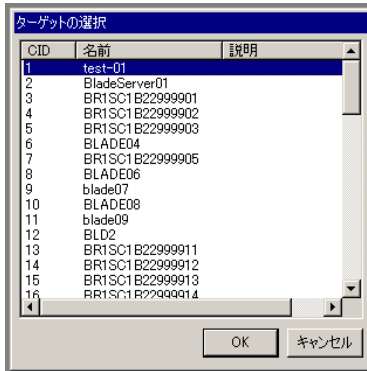 ターゲットの選択
CID 名前 説明
1 test-01
2 BladeServer01
3 BR1SC1B22999901
4 BR1SC1B22999902
5 BR1SC1B22999903
6 BLADE04
7 BR1SC1B22999905
8 BLADE06
9 blade07
10 BLADE08
11 blade09
12 BLD2
13 BR1SC1B22999911
14 BR1SC1B22999912
15 BR1SC1B22999913
16 BR1SC1B22999914
OK キャンセル